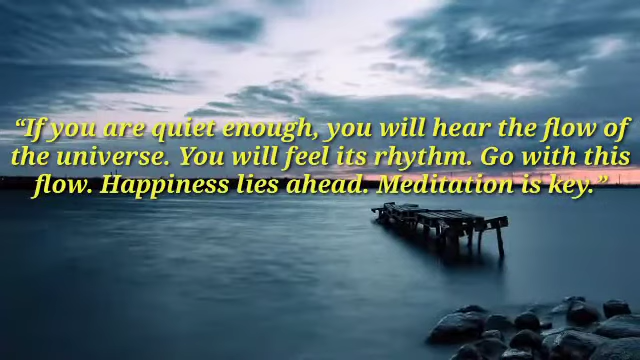 “If you are quiet enough, you will hear the flow of
the universe. You will feel its rhythm. Go with this
flow. Happiness lies ahead. Meditation is key.”